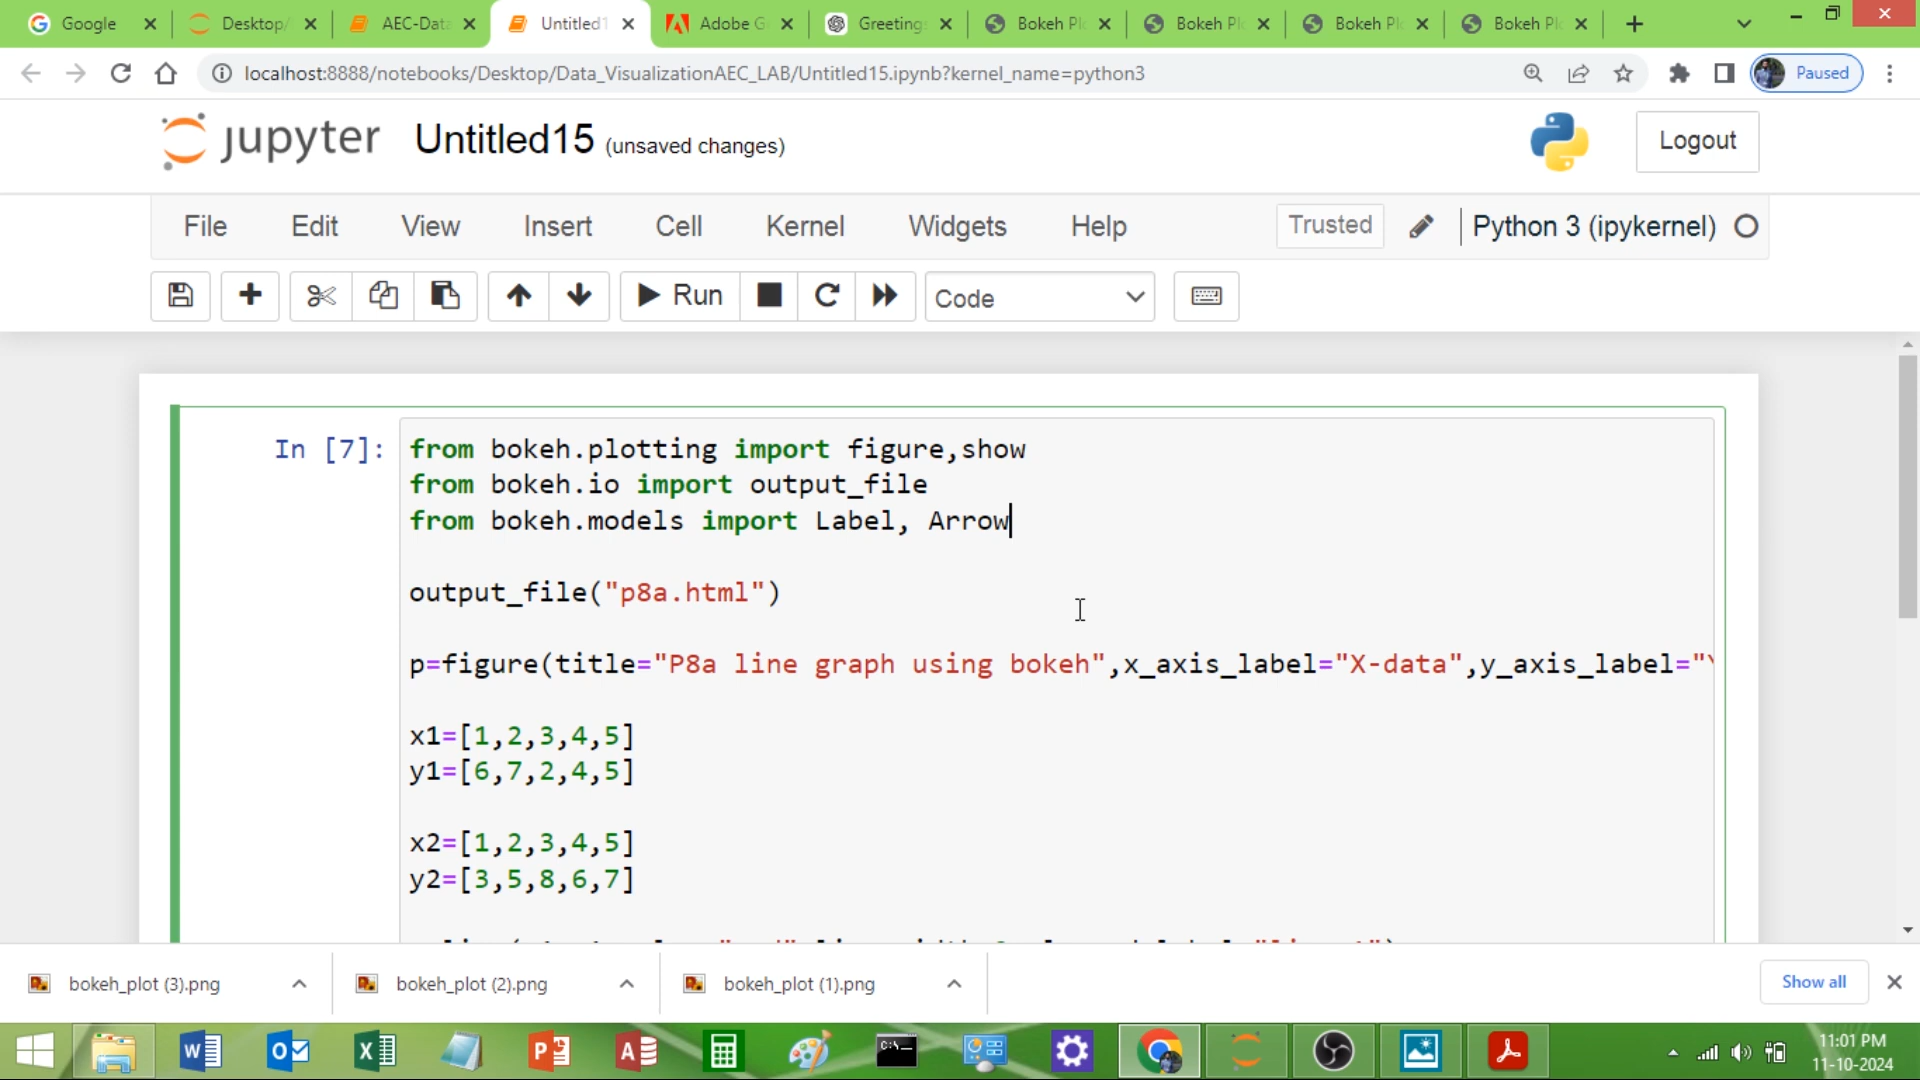 Google
Desktop/
AEC-Data
Untitled1
Adobe G
Greetings
Bokeh Pl
Bokeh Pl
Bokeh Pl
Bokeh Pl
localhost:8888/notebooks/Desktop/Data_VisualizationAEC_LAB/Untitled15.ipynb?kernel_name=python3
Paused
jupyter Untitled15 (unsaved changes)
Logout
File Edit View Insert Cell Kernel Widgets Help
Trusted
Python 3 (ipykernel)
Run
Code
In [7]:
from bokeh.plotting import figure,show
from bokeh.io import output_file
from bokeh.models import Label, Arrow
output_file("p8a.html")
p=figure(title="P8a line graph using bokeh",x_axis_label="X-data",y_axis_label="
x1=[1,2,3,4,5]
y1=[6,7,2,4,5]
x2=[1,2,3,4,5]
y2=[3,5,8,6,7]
bokeh_plot (3).png
bokeh_plot (2).png
bokeh_plot (1).png
Show all
11:01 PM
11-10-2024